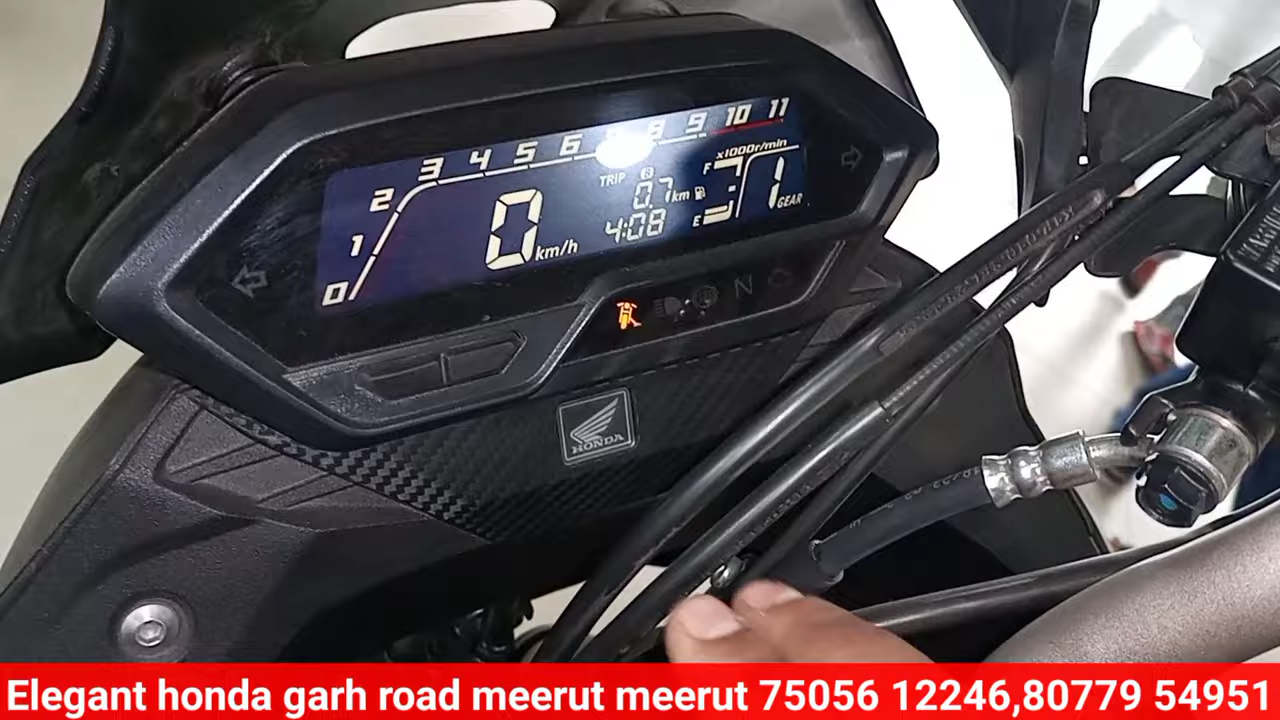 0 1 2 3 4 5 6 8 9 10 11
x1000r/min
TRIP
0.7 km
F
0 km/h
4:08
E
1 GEAR
N
HONDA
Elegant honda garh road meerut meerut 75056 12246,80779 54951